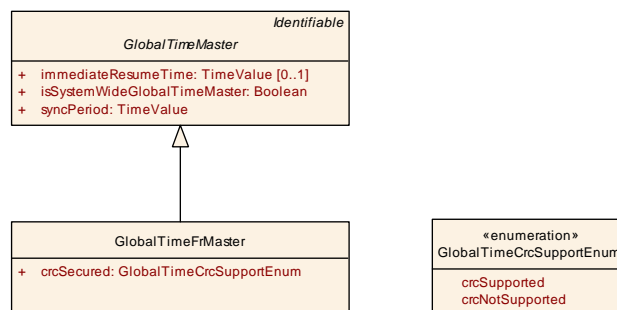 Identifiable
GlobalTimeMaster
+ immediateResumeTime: TimeValue [0..1]
+ isSystemWideGlobalTimeMaster: Boolean
+ syncPeriod: TimeValue
GlobalTimeFrMaster
+ crcSecured: GlobalTimeCrcSupportEnum
«enumeration»
GlobalTimeCrcSupportEnum
crcSupported
crcNotSupported